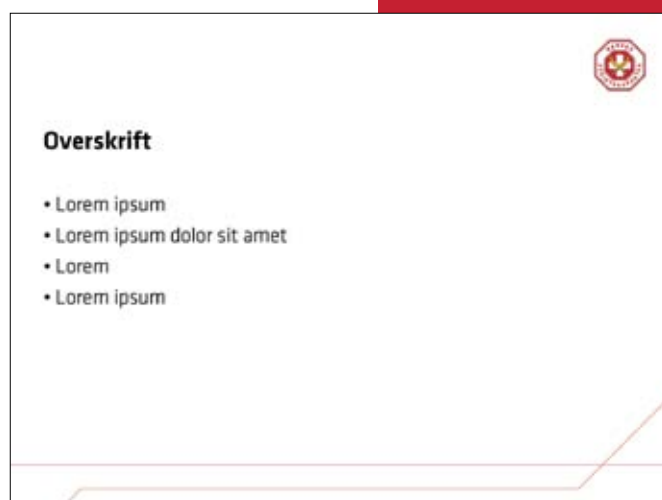 Overskrift
• Lorem ipsum
• Lorem ipsum dolor sit amet
• Lorem
• Lorem ipsum